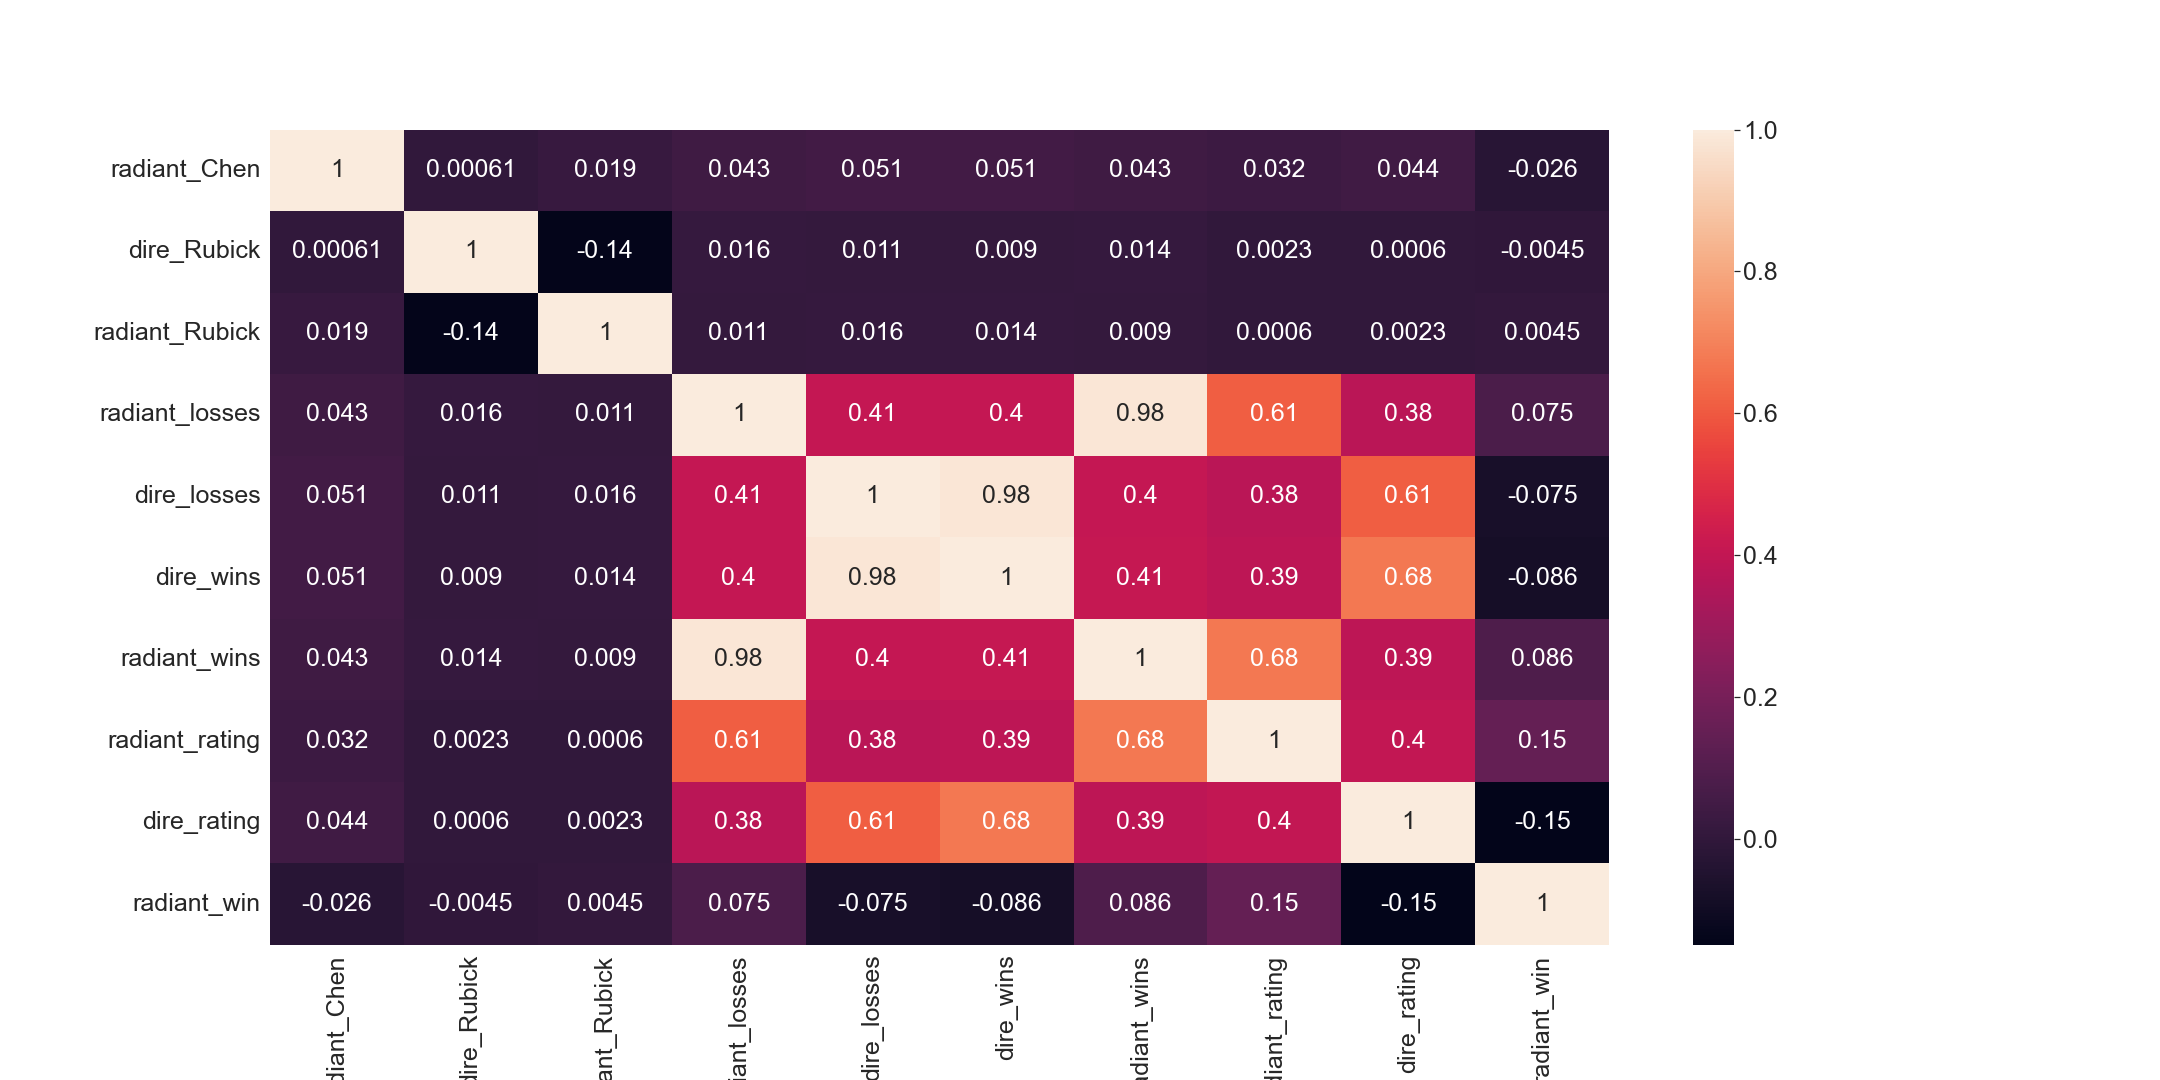 radiant_Chen 1 0.00061 0.019 0.043 0.051 0.051 0.043 0.032 0.044 -0.026
dire_Rubick 0.00061 1 -0.14 0.016 0.011 0.009 0.014 0.0023 0.0006 -0.0045
radiant_Rubick 0.019 -0.14 1 0.011 0.016 0.014 0.009 0.0006 0.0023 0.0045
radiant_losses 0.043 0.016 0.011 1 0.41 0.4 0.98 0.61 0.38 0.075
dire_losses 0.051 0.011 0.016 0.41 1 0.98 0.4 0.38 0.61 -0.075
dire_wins 0.051 0.009 0.014 0.4 0.98 1 0.41 0.39 0.68 -0.086
radiant_wins 0.043 0.014 0.009 0.98 0.4 0.41 1 0.68 0.39 0.086
radiant_rating 0.032 0.0023 0.0006 0.61 0.38 0.39 0.68 1 0.4 0.15
dire_rating 0.044 0.0006 0.0023 0.38 0.61 0.68 0.39 0.4 1 -0.15
radiant_win -0.026 -0.0045 0.0045 0.075 -0.075 -0.086 0.086 0.15 -0.15 1
diant_Chen
dire_Rubick
ant_Rubick
iant_losses
dire_losses
dire_wins
adiant_wins
diant_rating
dire_rating
radiant_win
1.0
0.8
0.6
0.4
0.2
0.0